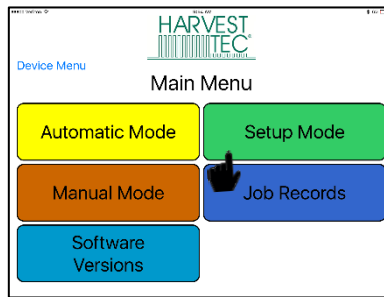 HARVEST
TEC
Device Menu
Main Menu
Automatic Mode
Setup Mode
Manual Mode
Job Records
Software
Versions